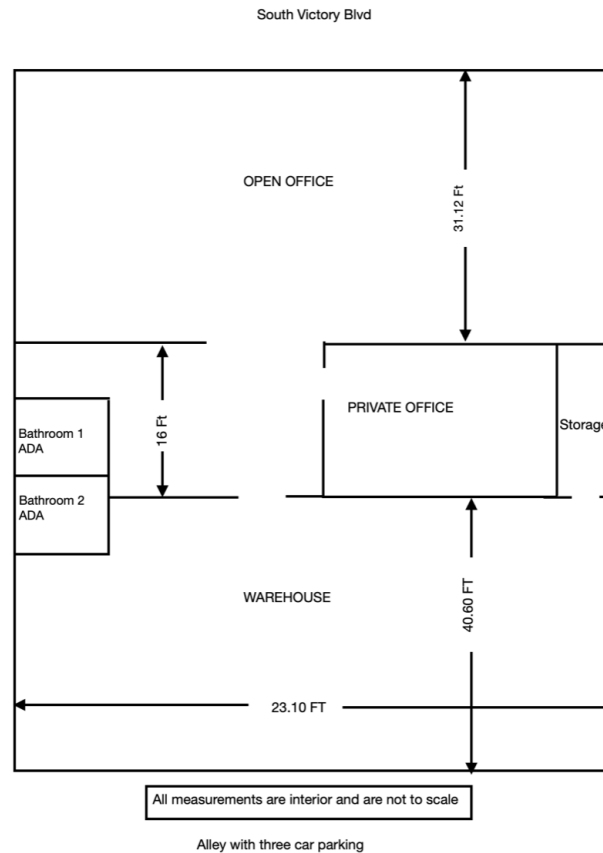 South Victory Blvd
OPEN OFFICE
31.12 Ft
16 Ft
PRIVATE OFFICE
Storage
Bathroom 1
ADA
Bathroom 2
ADA
WAREHOUSE
40.60 FT
23.10 FT
All measurements are interior and are not to scale
Alley with three car parking